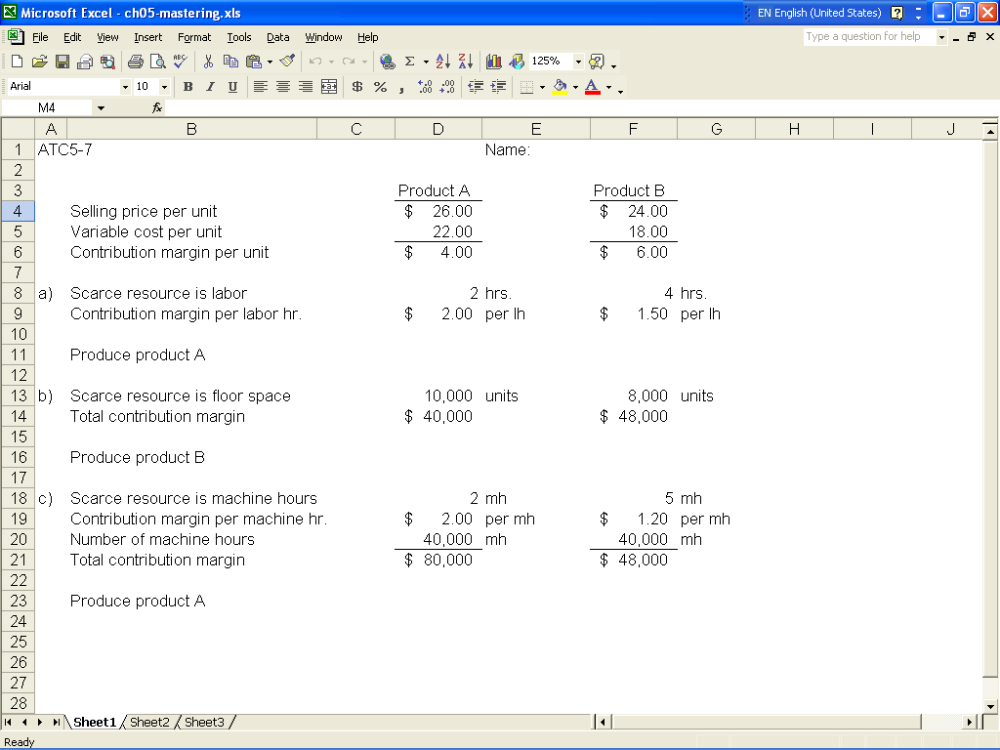 Microsoft Excel - ch05-mastering.xls EN English (United States)
File Edit View Insert Format Tools Data Window Help Type a question for help
125%
Arial 10 B I U $ % ,
M4 fx
A B C D E F G H I J
1 ATC5-7 Name:
2
3 Product A Product B
4 Selling price per unit $ 26.00 $ 24.00
5 Variable cost per unit 22.00 18.00
6 Contribution margin per unit $ 4.00 $ 6.00
7
8 a) Scarce resource is labor 2 hrs. 4 hrs.
9 Contribution margin per labor hr. $ 2.00 per lh $ 1.50 per lh
10
11 Produce product A
12
13 b) Scarce resource is floor space 10,000 units 8,000 units
14 Total contribution margin $ 40,000 $ 48,000
15
16 Produce product B
17
18 c) Scarce resource is machine hours 2 mh 5 mh
19 Contribution margin per machine hr. $ 2.00 per mh $ 1.20 per mh
20 Number of machine hours 40,000 mh 40,000 mh
21 Total contribution margin $ 80,000 $ 48,000
22
23 Produce product A
24
25
26
27
28
Sheet1 Sheet2 Sheet3
Ready